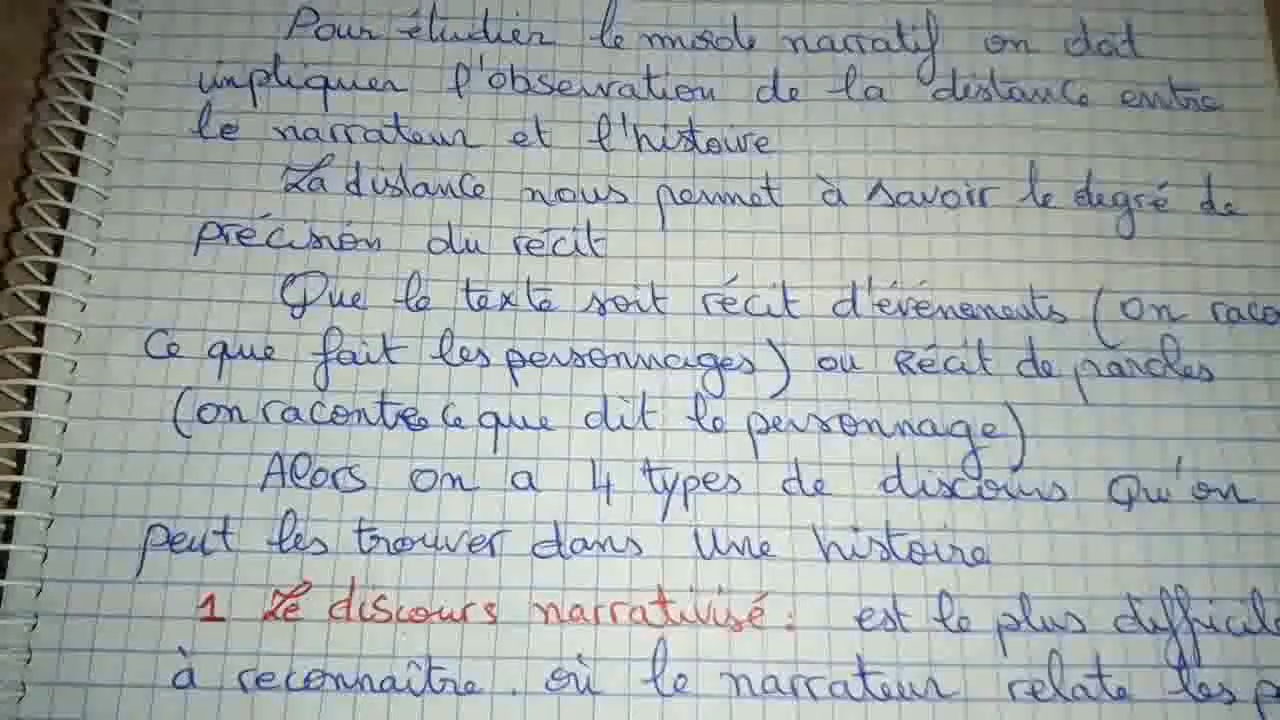 Pour étudier le mode narratif on doit
impliquer l'observation de la distance entre
le narrateur et l'histoire
La distance nous permet à savoir le degré de
précision du récit
Que le texte soit récit d'événements (on raco
ce que fait les personnages) ou Récit de paroles
(on raconte ce que dit le personnage)
Alors on a 4 types de discours Qu'on
peut les trouver dans une histoire
1 Le discours narrativisé : est le plus difficile
à reconnaître. où le narrateur relate les p